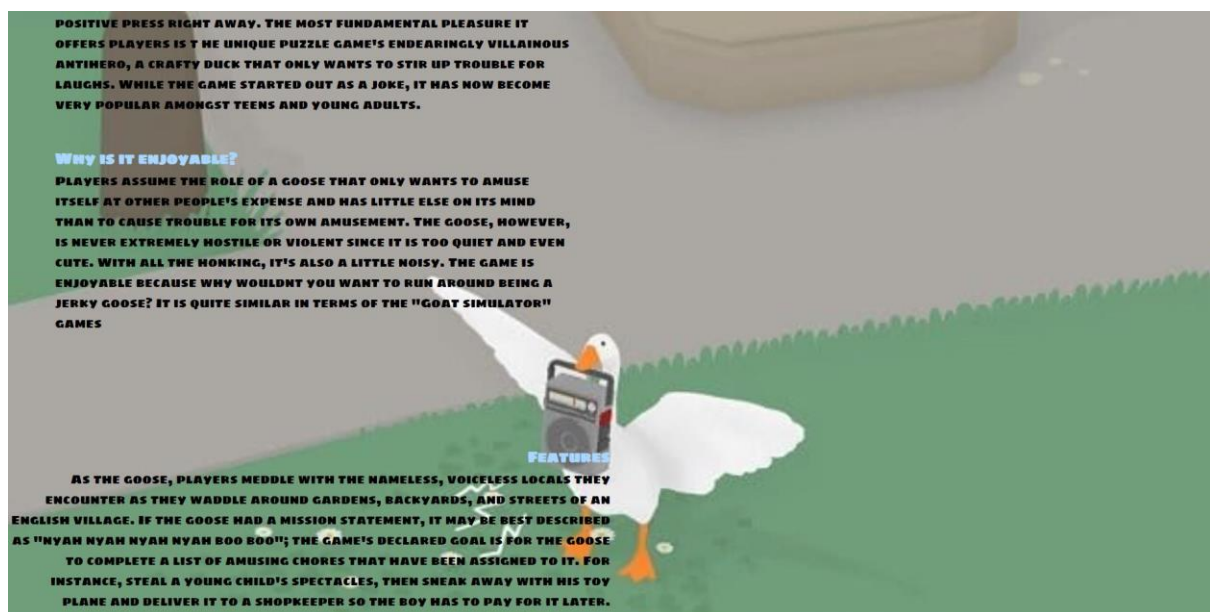 POSITIVE PRESS RIGHT AWAY. THE MOST FUNDAMENTAL PLEASURE IT
OFFERS PLAYERS IS T HE UNIQUE PUZZLE GAME'S ENDEARINGLY VILLAINOUS
ANTIHERO, A CRAFTY DUCK THAT ONLY WANTS TO STIR UP TROUBLE FOR
LAUGHS. WHILE THE GAME STARTED OUT AS A JOKE, IT HAS NOW BECOME
VERY POPULAR AMONGST TEENS AND YOUNG ADULTS.
WHY IS IT ENJOYABLE?
PLAYERS ASSUME THE ROLE OF A GOOSE THAT ONLY WANTS TO AMUSE
ITSELF AT OTHER PEOPLE'S EXPENSE AND HAS LITTLE ELSE ON ITS MIND
THAN TO CAUSE TROUBLE FOR ITS OWN AMUSEMENT. THE GOOSE, HOWEVER,
IS NEVER EXTREMELY HOSTILE OR VIOLENT SINCE IT IS TOO QUIET AND EVEN
CUTE. WITH ALL THE HONKING, IT'S ALSO A LITTLE NOISY. THE GAME IS
ENJOYABLE BECAUSE WHY WOULDNT YOU WANT TO RUN AROUND BEING A
JERKY GOOSE? IT IS QUITE SIMILAR IN TERMS OF THE "GOAT SIMULATOR"
GAMES
FEATURES
AS THE GOOSE, PLAYERS MEDDLE WITH THE NAMELESS, VOICELESS LOCALS THEY
ENCOUNTER AS THEY WADDLE AROUND GARDENS, BACKYARDS, AND STREETS OF AN
ENGLISH VILLAGE. IF THE GOOSE HAD A MISSION STATEMENT, IT MAY BE BEST DESCRIBED
AS "NYAH NYAH NYAH NYAH BOO BOO"; THE GAME'S DECLARED GOAL IS FOR THE GOOSE
TO COMPLETE A LIST OF AMUSING CHORES THAT HAVE BEEN ASSIGNED TO IT. FOR
INSTANCE, STEAL A YOUNG CHILD'S SPECTACLES, THEN SNEAK AWAY WITH HIS TOY
PLANE AND DELIVER IT TO A SHOPKEEPER SO THE BOY HAS TO PAY FOR IT LATER.